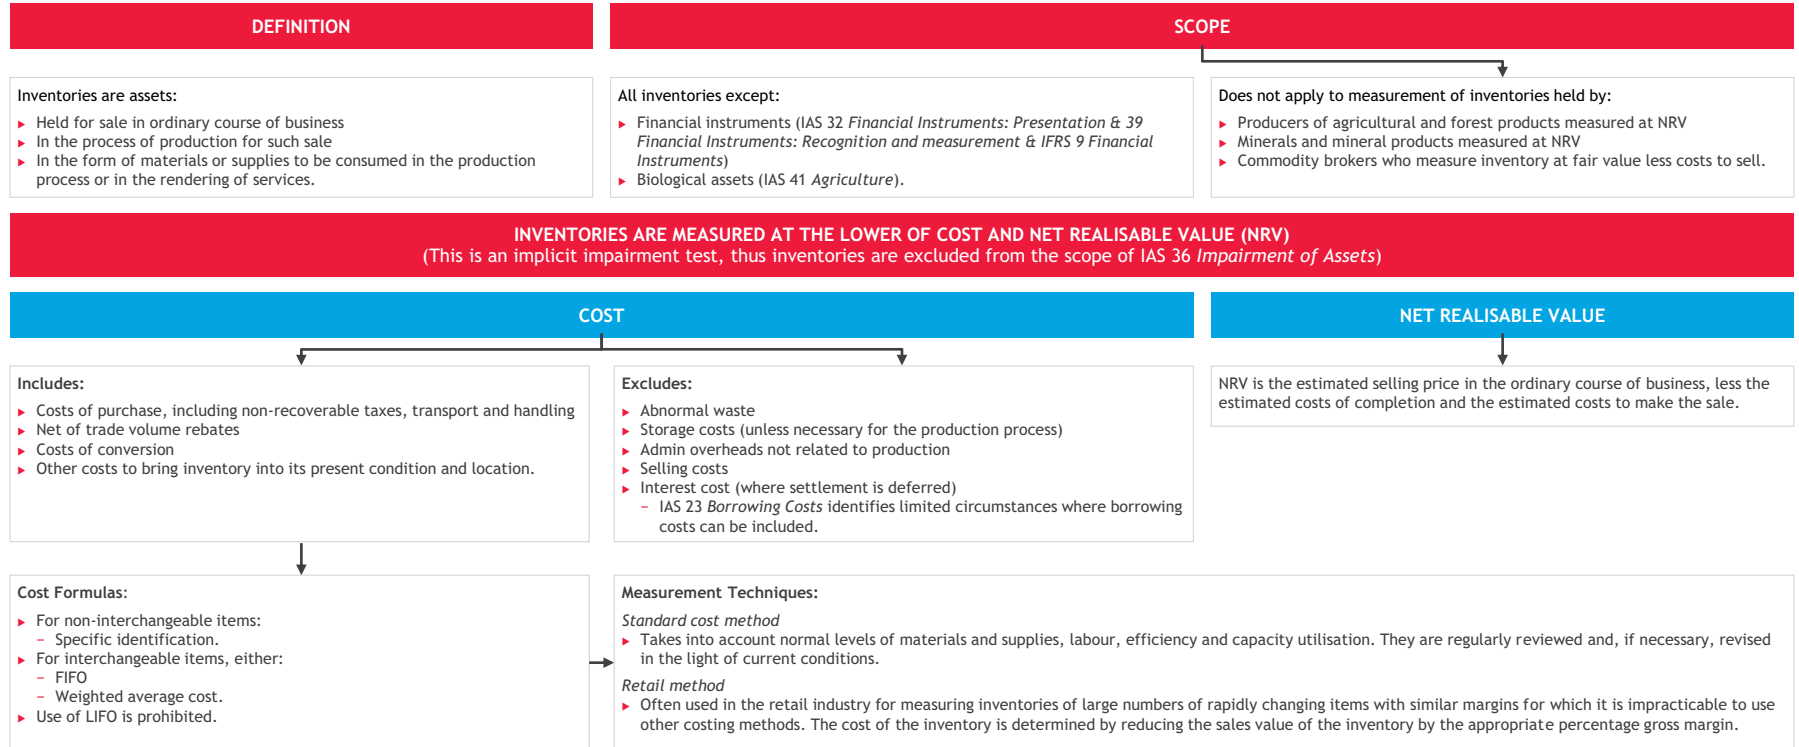 DEFINITION
SCOPE
Inventories are assets:
► Held for sale in ordinary course of business
► In the process of production for such sale
► In the form of materials or supplies to be consumed in the production
process or in the rendering of services.
All inventories except:
► Financial instruments (IAS 32 Financial Instruments: Presentation & 39
Financial Instruments: Recognition and measurement & IFRS 9 Financial
Instruments)
► Biological assets (IAS 41 Agriculture).
Does not apply to measurement of inventories held by:
► Producers of agricultural and forest products measured at NRV
► Minerals and mineral products measured at NRV
► Commodity brokers who measure inventory at fair value less costs to sell.
INVENTORIES ARE MEASURED AT THE LOWER OF COST AND NET REALISABLE VALUE (NRV)
(This is an implicit impairment test, thus inventories are excluded from the scope of IAS 36 Impairment of Assets)
COST
NET REALISABLE VALUE
Includes:
► Costs of purchase, including non-recoverable taxes, transport and handling
► Net of trade volume rebates
► Costs of conversion
► Other costs to bring inventory into its present condition and location.
Excludes:
► Abnormal waste
► Storage costs (unless necessary for the production process)
► Admin overheads not related to production
► Selling costs
► Interest cost (where settlement is deferred)
− IAS 23 Borrowing Costs identifies limited circumstances where borrowing
costs can be included.
NRV is the estimated selling price in the ordinary course of business, less the
estimated costs of completion and the estimated costs to make the sale.
Cost Formulas:
► For non-interchangeable items:
− Specific identification.
► For interchangeable items, either:
− FIFO
− Weighted average cost.
► Use of LIFO is prohibited.
Measurement Techniques:
Standard cost method
► Takes into account normal levels of materials and supplies, labour, efficiency and capacity utilisation. They are regularly reviewed and, if necessary, revised
in the light of current conditions.
Retail method
► Often used in the retail industry for measuring inventories of large numbers of rapidly changing items with similar margins for which it is impracticable to use
other costing methods. The cost of the inventory is determined by reducing the sales value of the inventory by the appropriate percentage gross margin.